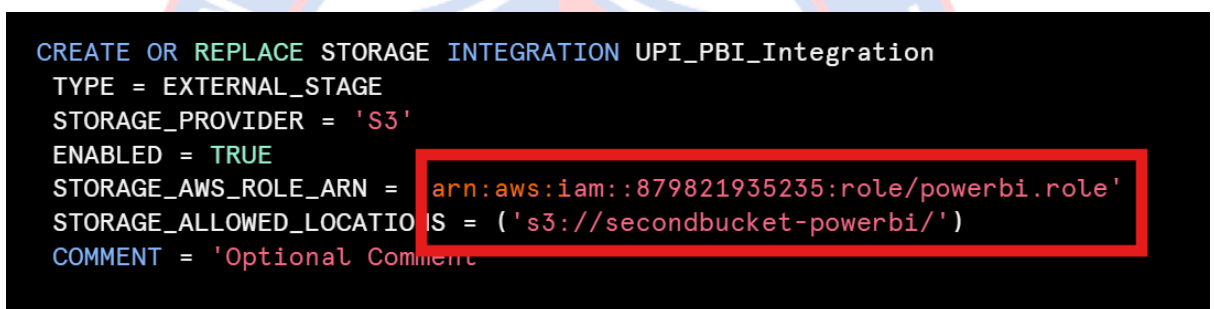 CREATE OR REPLACE STORAGE INTEGRATION UPI_PBI_Integration
TYPE = EXTERNAL_STAGE
STORAGE_PROVIDER = 'S3'
ENABLED = TRUE
STORAGE_AWS_ROLE_ARN = arn:aws:iam::879821935235:role/powerbi.role'
STORAGE_ALLOWED_LOCATIONS = ('s3://secondbucket-powerbi/')
COMMENT = 'Optional Comment